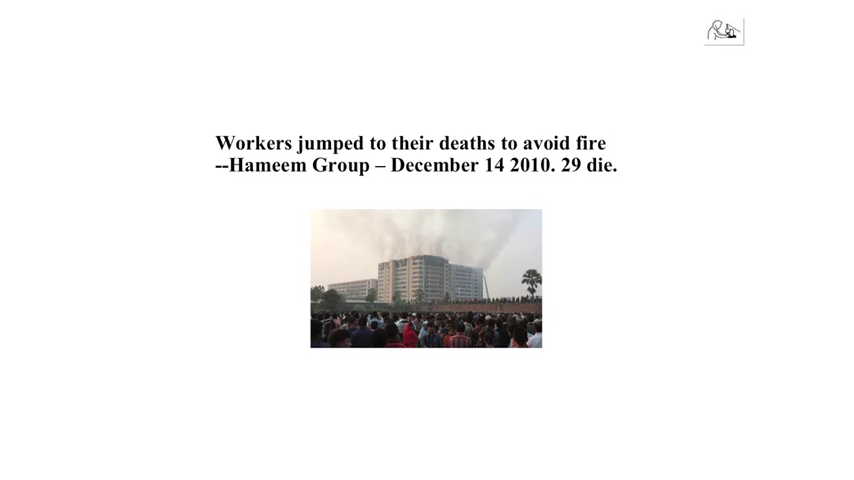 Workers jumped to their deaths to avoid fire
--Hameem Group – December 14 2010. 29 die.